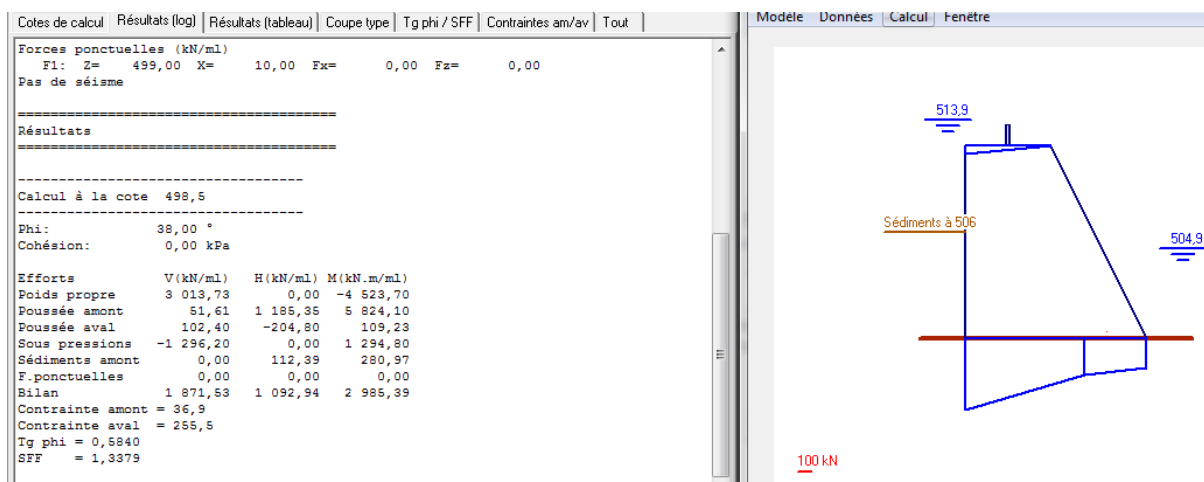 Cotes de calcul Résultats (log) Résultats (tableau) Coupe type Tg phi / SFF Contraintes am/av Tout
Forces ponctuelles (kN/ml)
F1: Z= 499,00 X= 10,00 Fx= 0,00 Fz= 0,00
Pas de séisme
=======================================
Résultats
=======================================
-----------------------------------
Calcul à la cote 498,5
-----------------------------------
Phi: 38,00 °
Cohésion: 0,00 kPa
Efforts V(kN/ml) H(kN/ml) M(kN.m/ml)
Poids propre 3 013,73 0,00 -4 523,70
Poussée amont 51,61 1 185,35 5 824,10
Poussée aval 102,40 -204,80 109,23
Sous pressions -1 296,20 0,00 1 294,80
Sédiments amont 0,00 112,39 280,97
F.ponctuelles 0,00 0,00 0,00
Bilan 1 871,53 1 092,94 2 985,39
Contrainte amont = 36,9
Contrainte aval = 255,5
Tg phi = 0,5840
SFF = 1,3379
Modèle Données Calcul Fenêtre
513,9
Sédiments à 506
504,9
100 kN